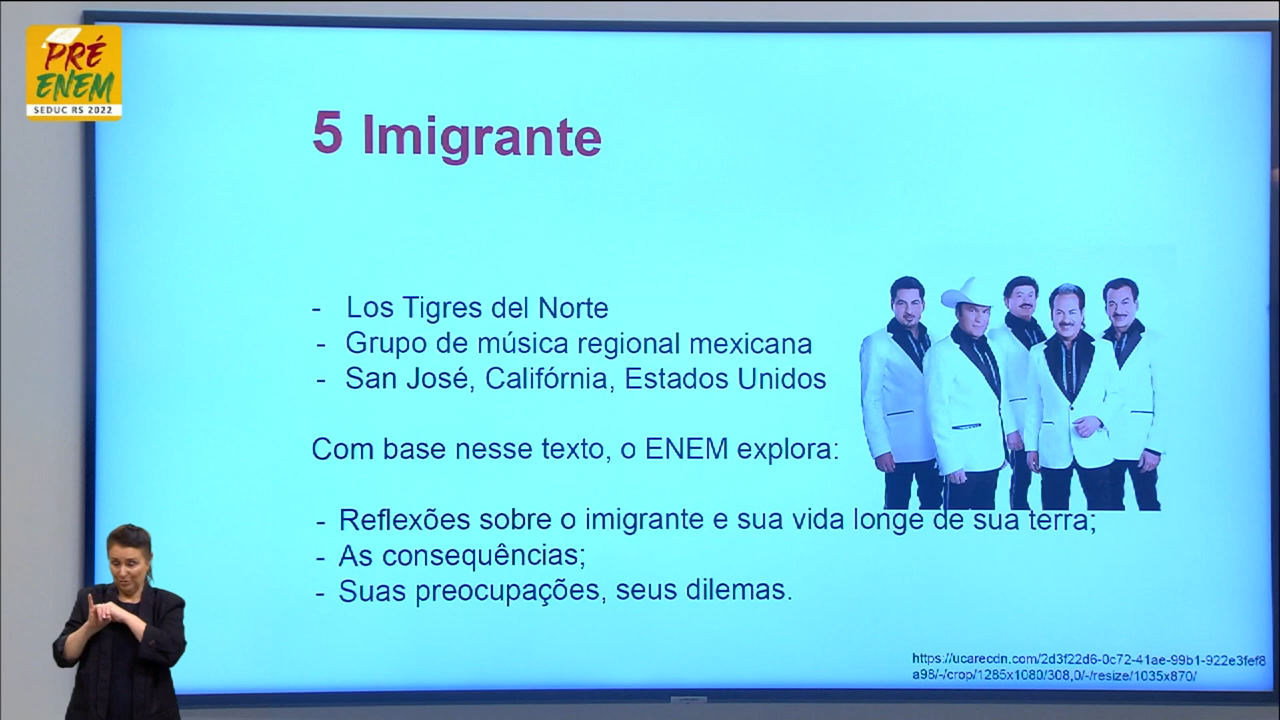 PRÉ
ENEM
SEDUC RS 2022
5 Imigrante
- Los Tigres del Norte
- Grupo de música regional mexicana
- San José, Califórnia, Estados Unidos
Com base nesse texto, o ENEM explora:
- Reflexões sobre o imigrante e sua vida longe de sua terra;
- As consequências;
- Suas preocupações, seus dilemas.
https://ucarecdn.com/2d3f22d6-0c72-41ae-99b1-922e3fef8
a98/-/crop/1285x1080/308,0/-/resize/1035x870/